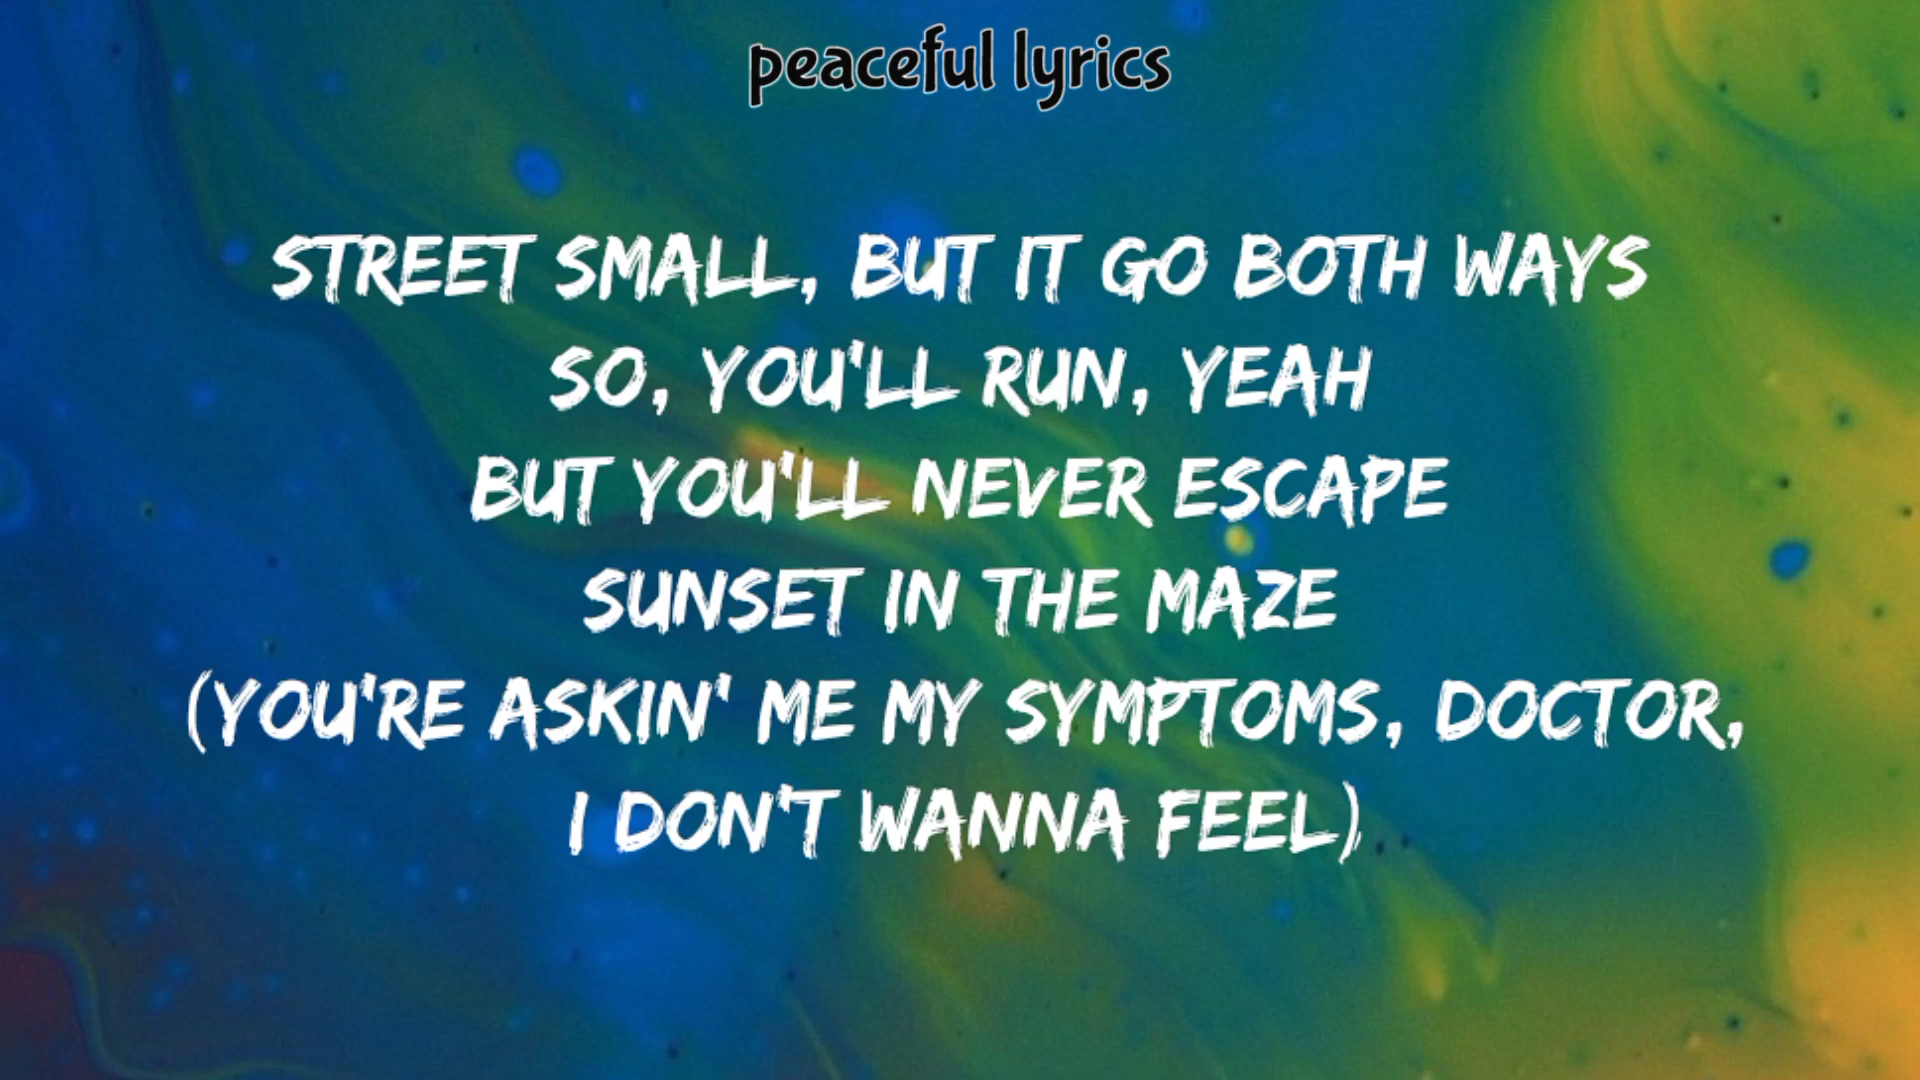 peaceful lyrics
STREET SMALL, BUT IT GO BOTH WAYS
SO, YOU'LL RUN, YEAH
BUT YOU'LL NEVER ESCAPE
SUNSET IN THE MAZE
(YOU'RE ASKIN' ME MY SYMPTOMS, DOCTOR,
I DON'T WANNA FEEL)